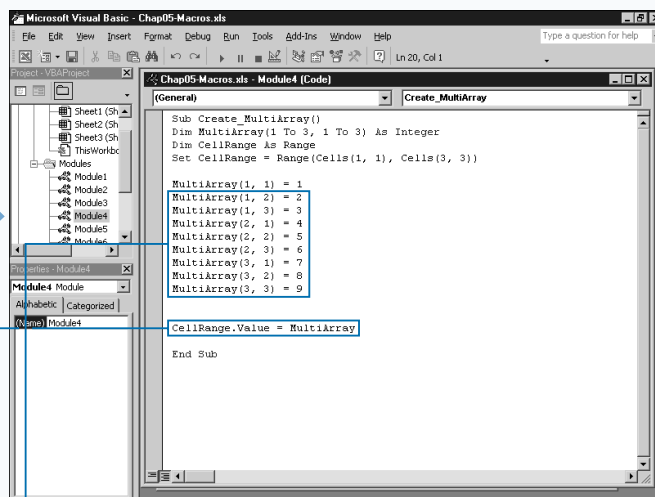 Microsoft Visual Basic - Chap05-Macros.xls
File Edit View Insert Format Debug Run Tools Add-Ins Window Help
Type a question for help
Ln 20, Col 1
Project - VBAProject
Sheet1 (Sh
Sheet2 (Sh
Sheet3 (Sh
ThisWorkbo
Modules
Module1
Module2
Module3
Module4
Module5
Module6
Properties - Module4
Module4 Module
Alphabetic Categorized
(Name) Module4
Chap05-Macros.xls - Module4 (Code)
(General) Create_MultiArray
Sub Create_MultiArray()
Dim MultiArray(1 To 3, 1 To 3) As Integer
Dim CellRange As Range
Set CellRange = Range(Cells(1, 1), Cells(3, 3))
MultiArray(1, 1) = 1
MultiArray(1, 2) = 2
MultiArray(1, 3) = 3
MultiArray(2, 1) = 4
MultiArray(2, 2) = 5
MultiArray(2, 3) = 6
MultiArray(3, 1) = 7
MultiArray(3, 2) = 8
MultiArray(3, 3) = 9
CellRange.Value = MultiArray
End Sub